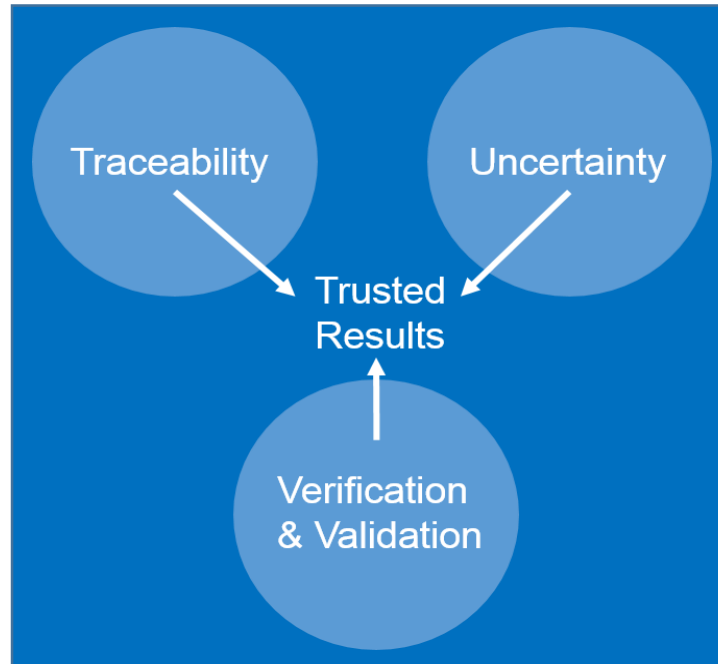 Traceability
Uncertainty
Trusted
Results
Verification
& Validation